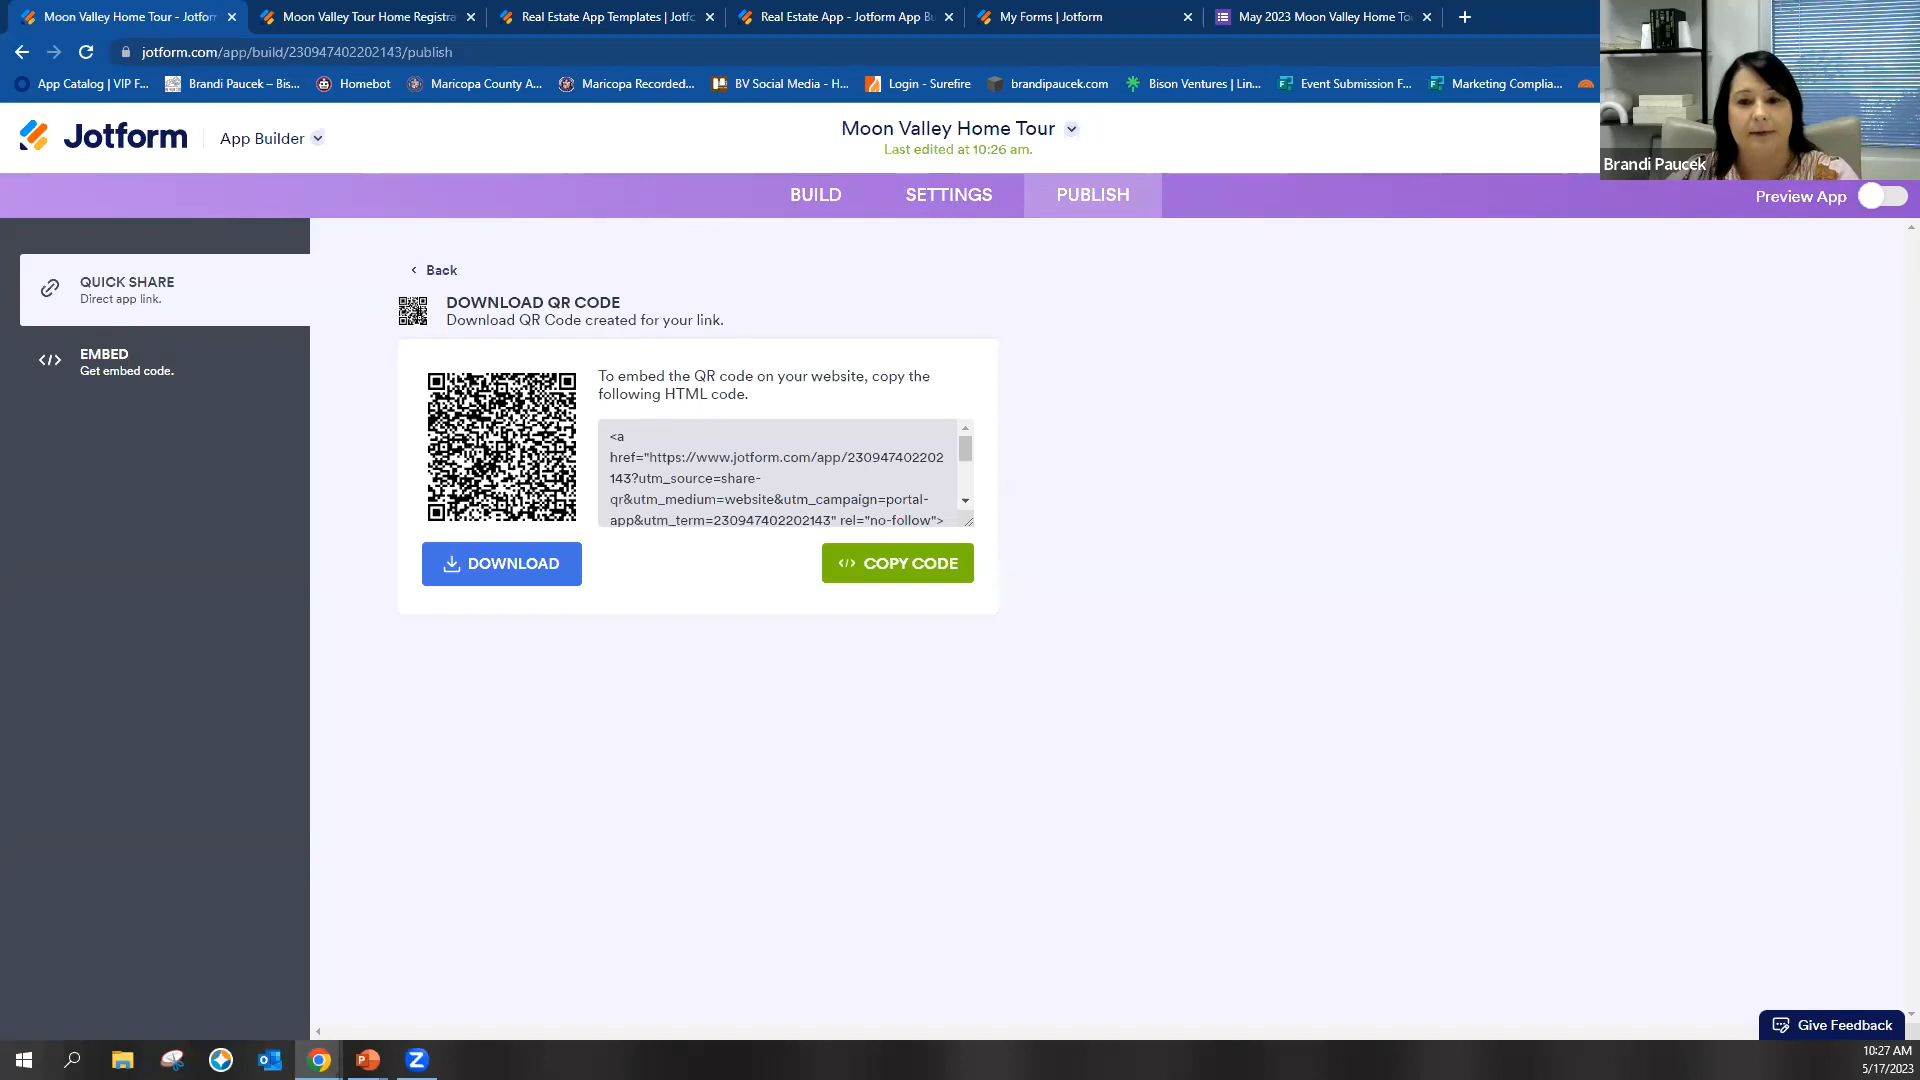 Moon Valley Home Tour - Jotfor
Moon Valley Tour Home Registra
Real Estate App Templates | Jotfo
Real Estate App - Jotform App Bu
My Forms | Jotform
May 2023 Moon Valley Home To
jotform.com/app/build/230947402202143/publish
App Catalog | VIP F...
Brandi Paucek – Bis...
Homebot
Maricopa County A...
Maricopa Recorded...
BV Social Media - H...
Login - Surefire
brandipaucek.com
Bison Ventures | Lin...
Event Submission F...
Marketing Complia...
Brandi Paucek
Jotform
App Builder
Moon Valley Home Tour
Last edited at 10:26 am.
BUILD
SETTINGS
PUBLISH
Preview App
QUICK SHARE
Direct app link.
EMBED
Get embed code.
Back
DOWNLOAD QR CODE
Download QR Code created for your link.
To embed the QR code on your website, copy the
following HTML code.
<a
href="https://www.jotform.com/app/230947402202
143?utm_source=share-
qr&utm_medium=website&utm_campaign=portal-
app&utm_term=230947402202143" rel="no-follow">
DOWNLOAD
COPY CODE
Give Feedback
10:27 AM
5/17/2023